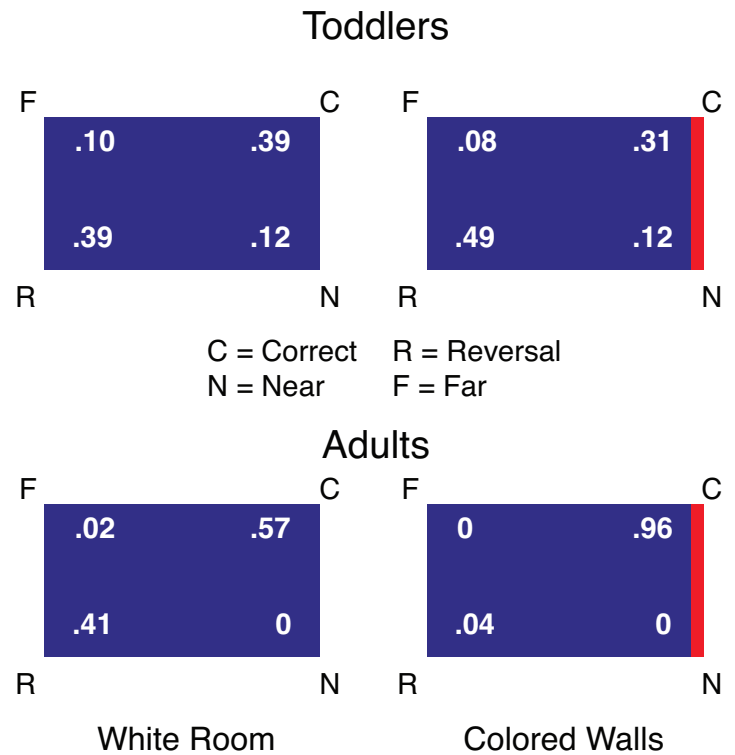 Toddlers
F C F C
.10 .39 .08 .31
.39 .12 .49 .12
R N R N
C = Correct R = Reversal
N = Near F = Far
Adults
F C F C
.02 .57 0 .96
.41 0 .04 0
R N R N
White Room Colored Walls